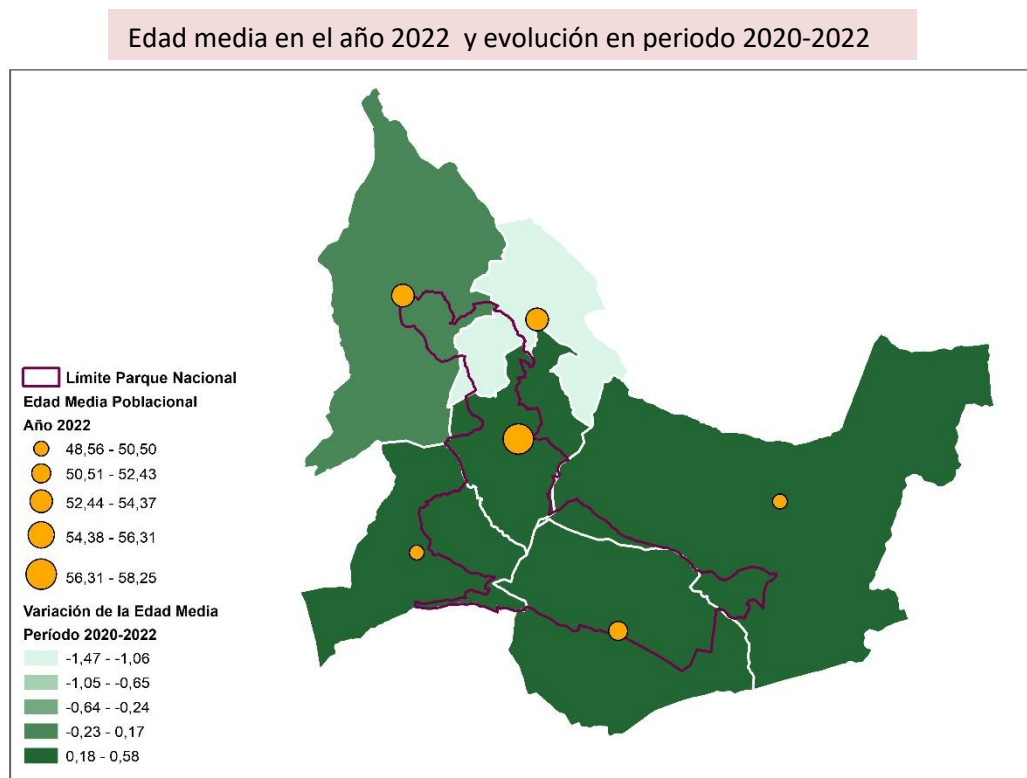 Edad media en el año 2022 y evolución en periodo 2020-2022
Límite Parque Nacional
Edad Media Poblacional
Año 2022
48,56 - 50,50
50,51 - 52,43
52,44 - 54,37
54,38 - 56,31
56,31 - 58,25
Variación de la Edad Media
Período 2020-2022
-1,47 - -1,06
-1,05 - -0,65
-0,64 - -0,24
-0,23 - 0,17
0,18 - 0,58